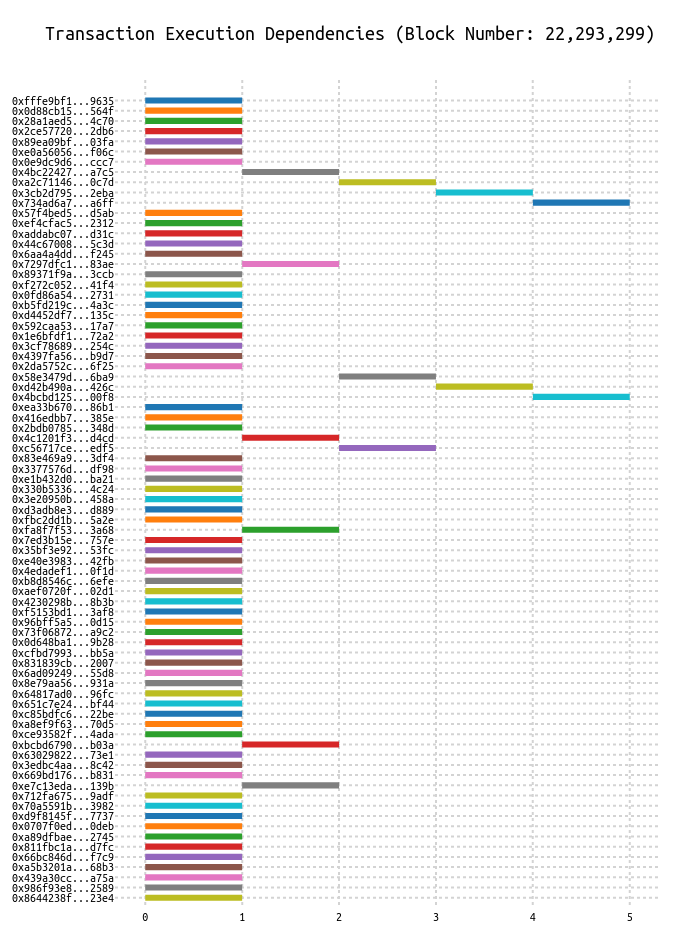 Transaction Execution Dependencies (Block Number: 22,293,299)
0xfffe9bf1...9635
0x0d88cb15...564f
0x28a1aed5...4c70
0x2ce57720...2db6
0x89ea09bf...03fa
0xe0a56056...f06c
0x0e9dc9d6...ccc7
0x4bc22427...a7c5
0xa2c71146...0c7d
0x3cb2d795...2eba
0x734ad6a7...a6ff
0x57f4bed5...d5ab
0xef4cfac5...2312
0xaddabc07...d31c
0x44c67008...5c3d
0x6aa4a4dd...f245
0x7297dfc1...83ae
0x89371f9a...3ccb
0xf272c052...41f4
0x0fd86a54...2731
0xb5fd219c...4a3c
0xd4452df7...135c
0x592caa53...17a7
0x1e6bfdf1...72a2
0x3cf78689...254c
0x4397fa56...b9d7
0x2da5752c...6f25
0x58e3479d...6ba9
0xd42b490a...426c
0x4bcbd125...00f8
0xea33b670...86b1
0x416edbb7...385e
0x2bdb0785...348d
0x4c1201f3...d4cd
0xc56717ce...edf5
0x83e469a9...3df4
0x3377576d...df98
0xe1b432d0...ba21
0x330b5336...4c24
0x3e20950b...458a
0xd3adb8e3...d889
0xfbc2dd1b...5a2e
0xfa8f7f53...3a68
0x7ed3b15e...757e
0x35bf3e92...53fc
0xe40e3983...42fb
0x4edadef1...0f1d
0xb8d8546c...6efe
0xaef0720f...02d1
0x4230298b...8b3b
0xf5153bd1...3af8
0x96bff5a5...0d15
0x73f06872...a9c2
0x0d648ba1...9b28
0xcfbd7993...bb5a
0x831839cb...2007
0x6ad09249...55d8
0x8e79aa56...931a
0x64817ad0...96fc
0x651c7e24...bf44
0xc85bdfc6...22be
0xa8ef9f63...70d5
0xce93582f...4ada
0xbcbd6790...b03a
0x63029822...73e1
0x3edbc4aa...8c42
0x669bd176...b831
0xe7c13eda...139b
0x712fa675...9adf
0x70a5591b...3982
0xd9f8145f...7737
0x0707f0ed...0deb
0xa89dfbae...2745
0x811fbc1a...d7fc
0x66bc846d...f7c9
0xa5b3201a...68b3
0x439a30cc...a75a
0x986f93e8...2589
0x8644238f...23e4
0 1 2 3 4 5